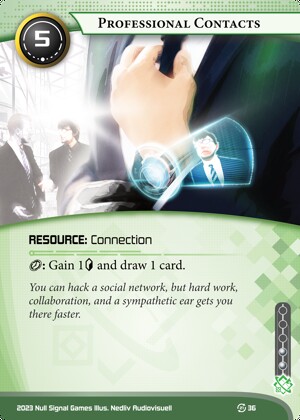 5
Professional Contacts
RESOURCE: Connection
: Gain 1 and draw 1 card.
You can hack a social network, but hard work,
collaboration, and a sympathetic ear gets you
there faster.
2023 Null Signal Games Illus. Nedliv Audiovisuell
36